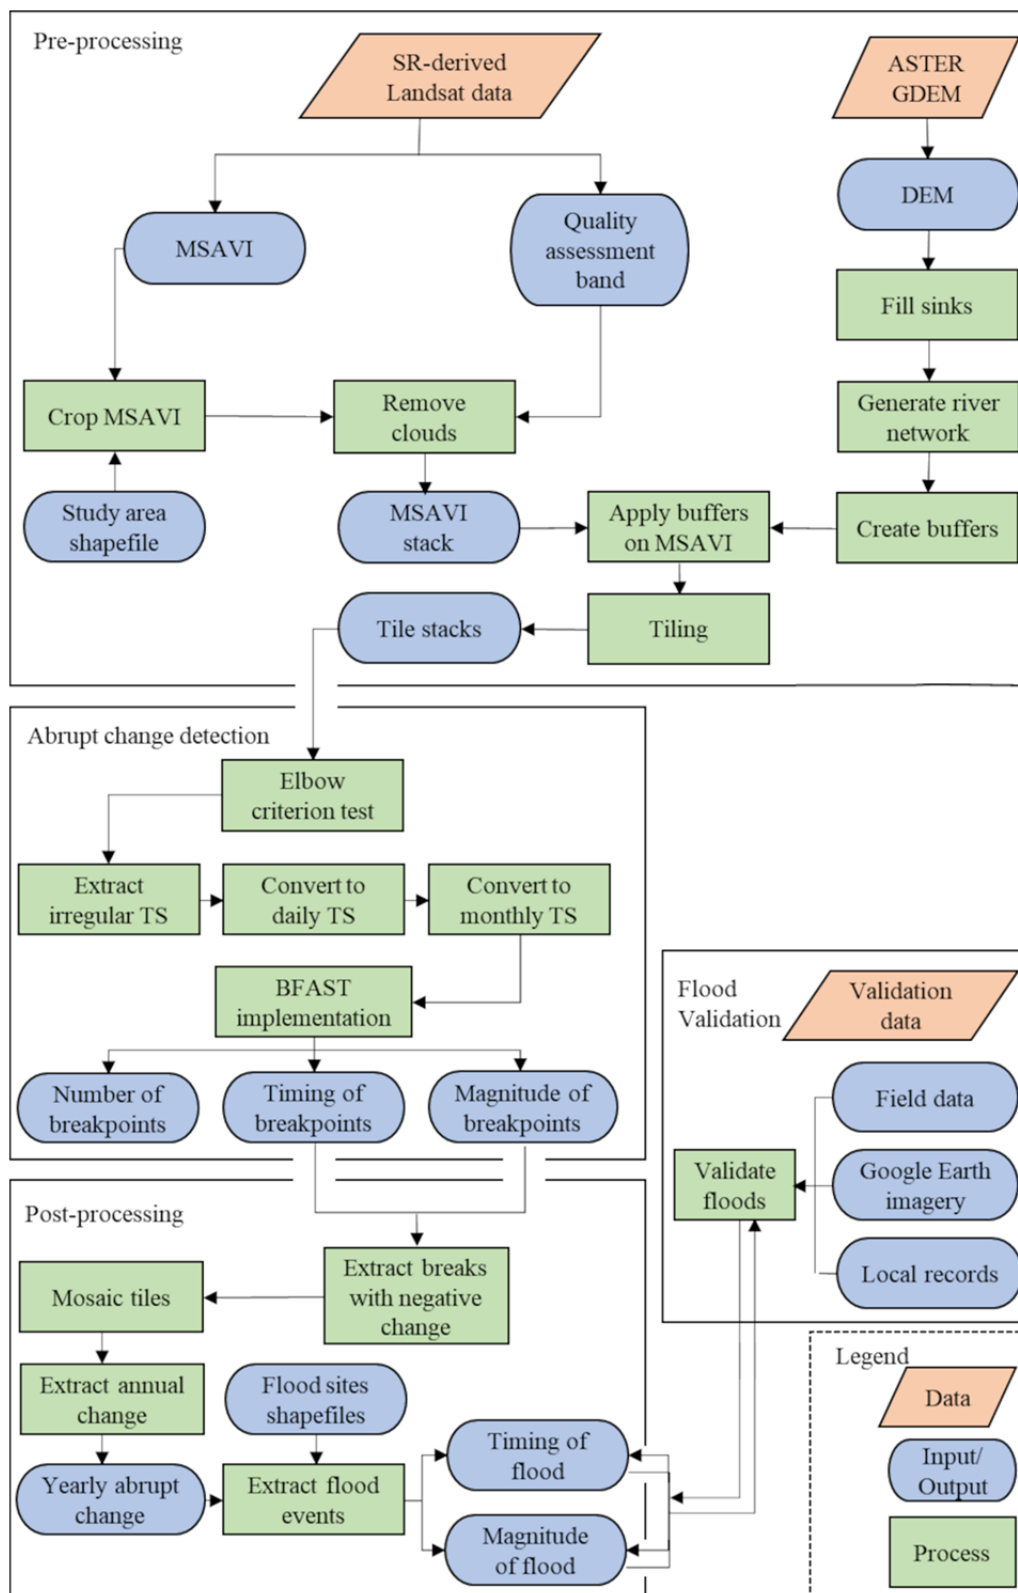 Pre-processing
SR-derived
Landsat data
ASTER
GDEM
MSAVI
Quality
assessment
band
DEM
Fill sinks
Crop MSAVI
Remove
clouds
Generate river
network
Study area
shapefile
MSAVI
stack
Apply buffers
on MSAVI
Create buffers
Tile stacks
Tiling
Abrupt change detection
Elbow
criterion test
Extract
irregular TS
Convert to
daily TS
Convert to
monthly TS
BFAST
implementation
Number of
breakpoints
Timing of
breakpoints
Magnitude of
breakpoints
Flood
Validation
Validation
data
Field data
Validate
floods
Google Earth
imagery
Local records
Post-processing
Mosaic tiles
Extract breaks
with negative
change
Extract annual
change
Flood sites
shapefiles
Yearly abrupt
change
Extract flood
events
Timing of
flood
Magnitude
of flood
Legend
Data
Input/
Output
Process